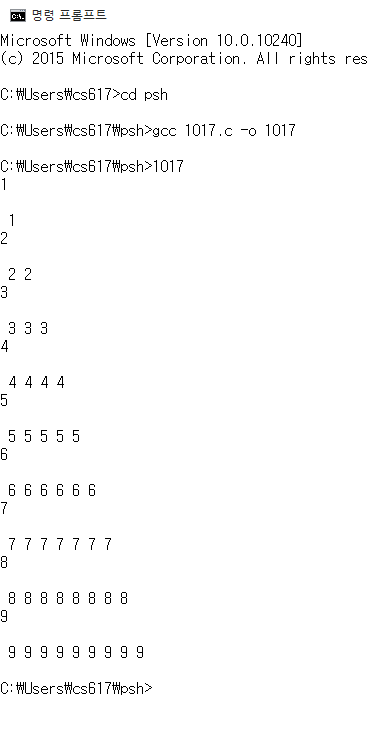 명령 프롬프트
Microsoft Windows [Version 10.0.10240]
(c) 2015 Microsoft Corporation. All rights res
C:₩Users₩cs617>cd psh
C:₩Users₩cs617₩psh>gcc 1017.c -o 1017
C:₩Users₩cs617₩psh>1017
1
1
2
2 2
3
3 3 3
4
4 4 4 4
5
5 5 5 5 5
6
6 6 6 6 6 6
7
7 7 7 7 7 7 7
8
8 8 8 8 8 8 8 8
9
9 9 9 9 9 9 9 9 9
C:₩Users₩cs617₩psh>